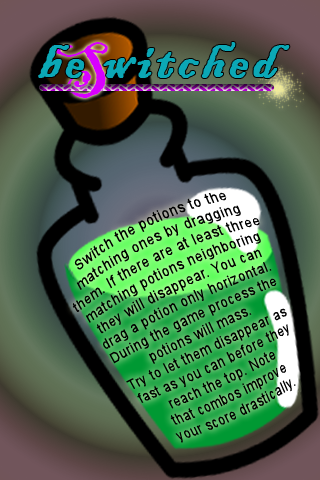 beSwitched
Switch the potions to the
matching ones by dragging
them. If there are at least three
matching potions neighboring
they will disappear. You can
drag a potion only horizontal.
During the game process the
potions will mass.
Try to let them disappear as
fast as you can before they
reach the top. Note
that combos improve
your score drastically.